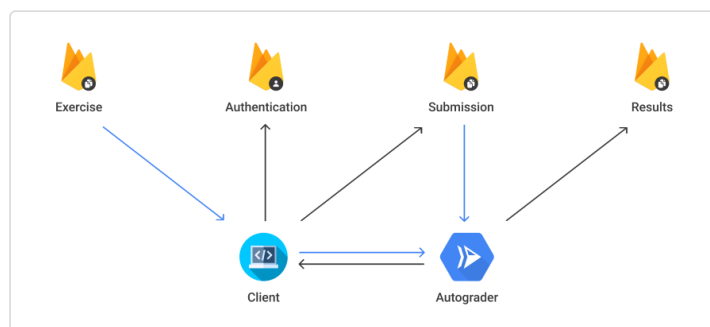 Exercise
Authentication
Submission
Results
Client
Autograder